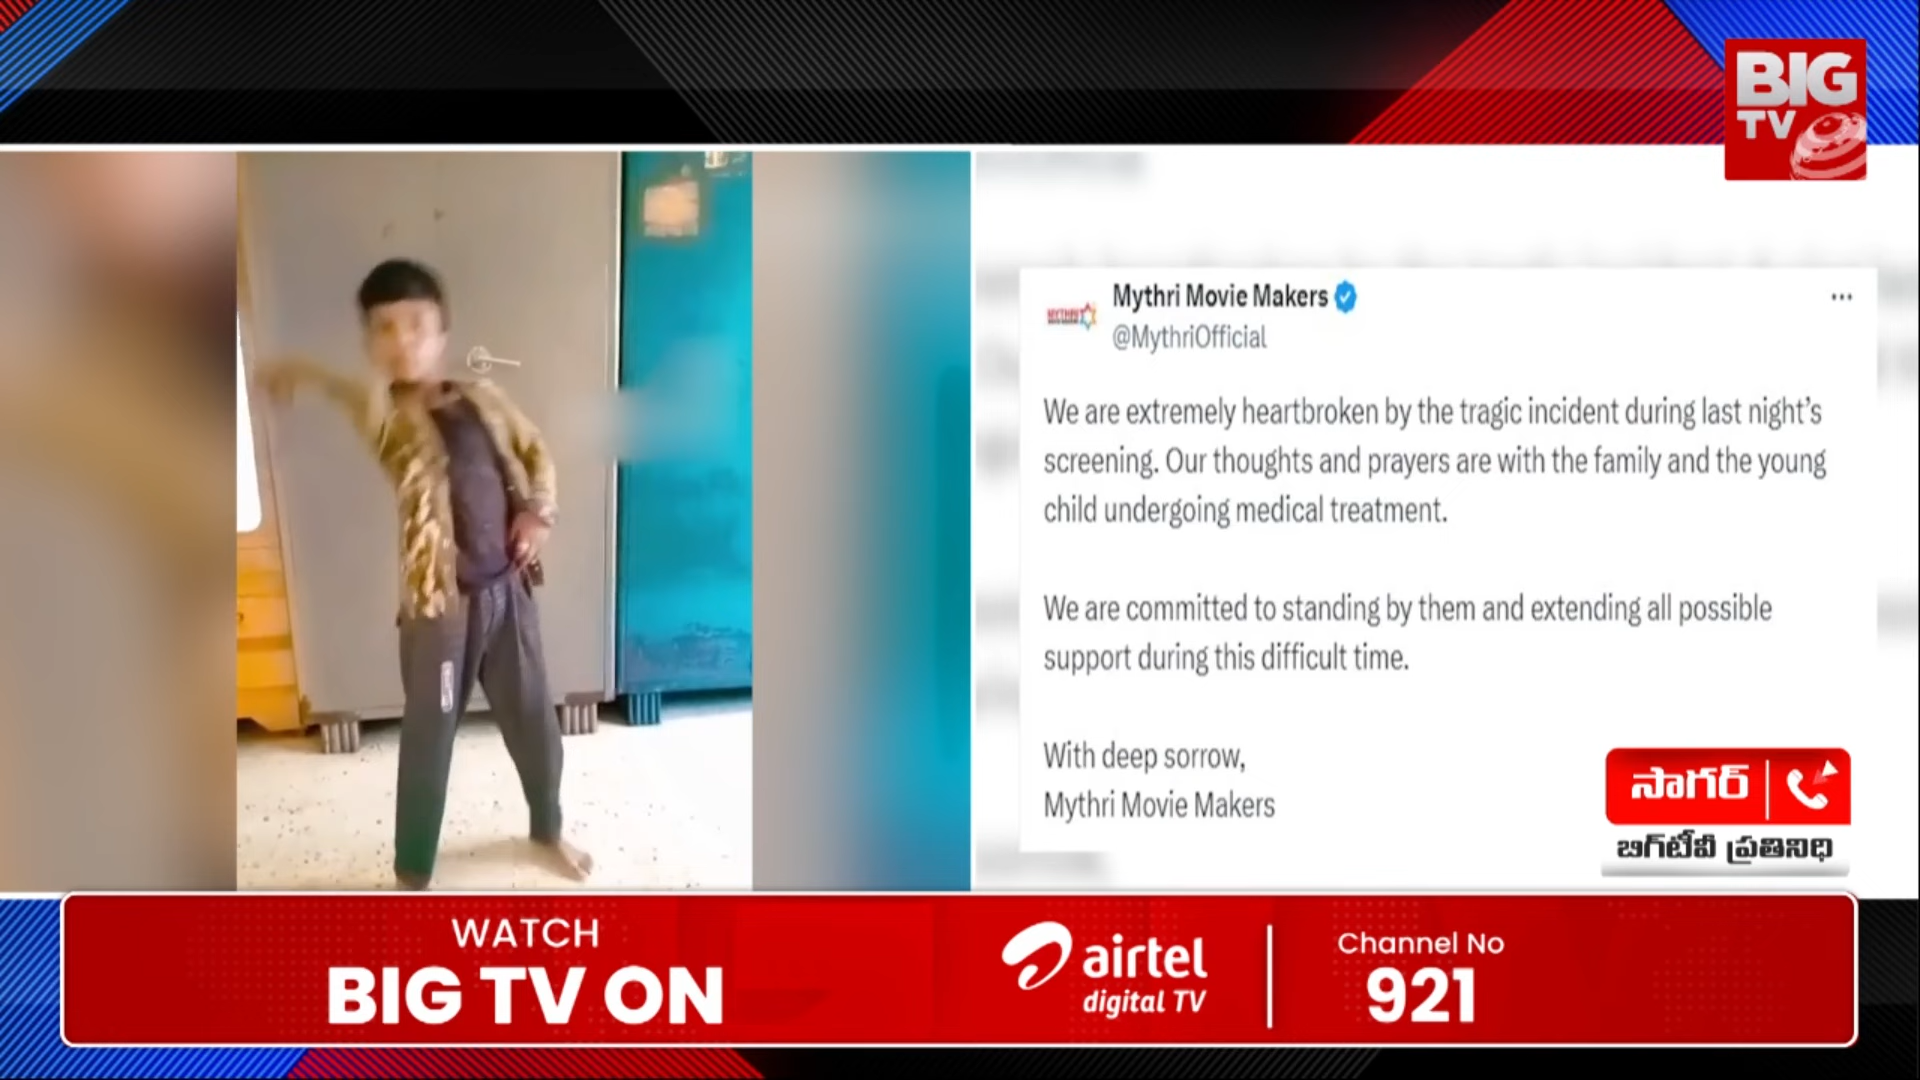 BIG
TV
MYTHRI
Mythri Movie Makers
@MythriOfficial
We are extremely heartbroken by the tragic incident during last night's
screening. Our thoughts and prayers are with the family and the young
child undergoing medical treatment.
We are committed to standing by them and extending all possible
support during this difficult time.
With deep sorrow,
Mythri Movie Makers
సాగర్
బిగ్‌టీవీ ప్రతినిధి
WATCH
BIG TV ON
airtel
digital TV
Channel No
921